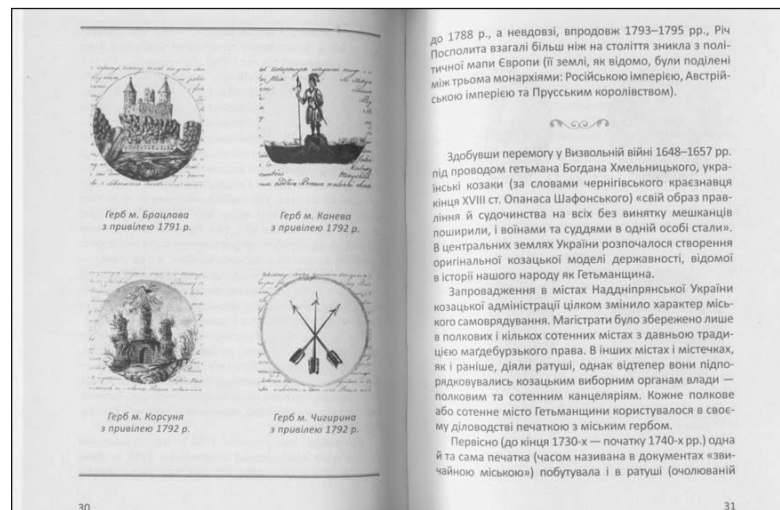 Герб м. Брацлава
з привілею 1791 р.
Герб м. Канева
з привілею 1792 р.
Герб м. Корсуня
з привілею 1792 р.
Герб м. Чигирина
з привілею 1792 р.
30
до 1788 р., а невдовзі, впродовж 1793–1795 рр., Річ
Посполита взагалі більш ніж на століття зникла з полі-
тичної мапи Європи (її землі, як відомо, були поділені
між трьома монархіями: Російською імперією, Австрій-
ською імперією та Прусським королівством).
Здобувши перемогу у Визвольній війні 1648–1657 рр.
під проводом гетьмана Богдана Хмельницького, укра-
їнські козаки (за словами чернігівського краєзнавця
кінця XVIII ст. Опанаса Шафонського) «свій образ прав-
ління й судочинства на всіх без винятку мешканців
поширили, і воїнами та суддями в одній особі стали».
В центральних землях України розпочалося створення
оригінальної козацької моделі державності, відомої
в історії нашого народу як Гетьманщина.
Запровадження в містах Наддніпрянської України
козацької адміністрації цілком змінило характер місь-
кого самоврядування. Магістрати було збережено лише
в полкових і кількох сотенних містах з давньою тради-
цією маґдебурзького права. В інших містах і містечках,
як і раніше, діяли ратуші, однак відтепер вони підпо-
рядковувались козацьким виборним органам влади —
полковим та сотенним канцеляріям. Кожне полкове
або сотенне місто Гетьманщини користувалося в своє-
му діловодстві печаткою з міським гербом.
Первісно (до кінця 1730-х — початку 1740-х рр.) одна
й та сама печатка (часом називана в документах «зви-
чайною міською») побутувала і в ратуші (очолюваній
31